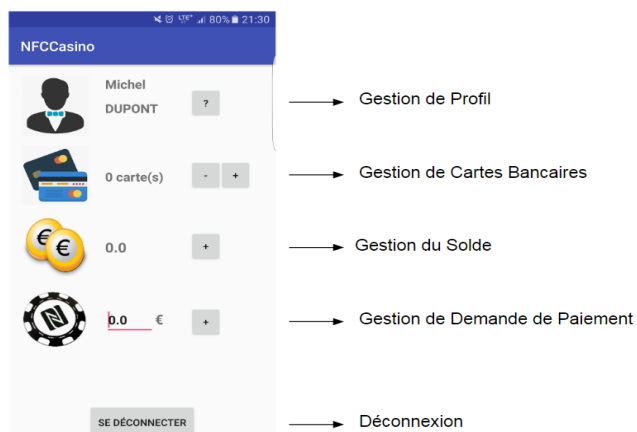 LTE+ 80% 21:30
NFCCasino
Michel
DUPONT
?
Gestion de Profil
0 carte(s)
- +
Gestion de Cartes Bancaires
€ €
0.0
+
Gestion du Solde
0.0 €
+
Gestion de Demande de Paiement
SE DÉCONNECTER
Déconnexion